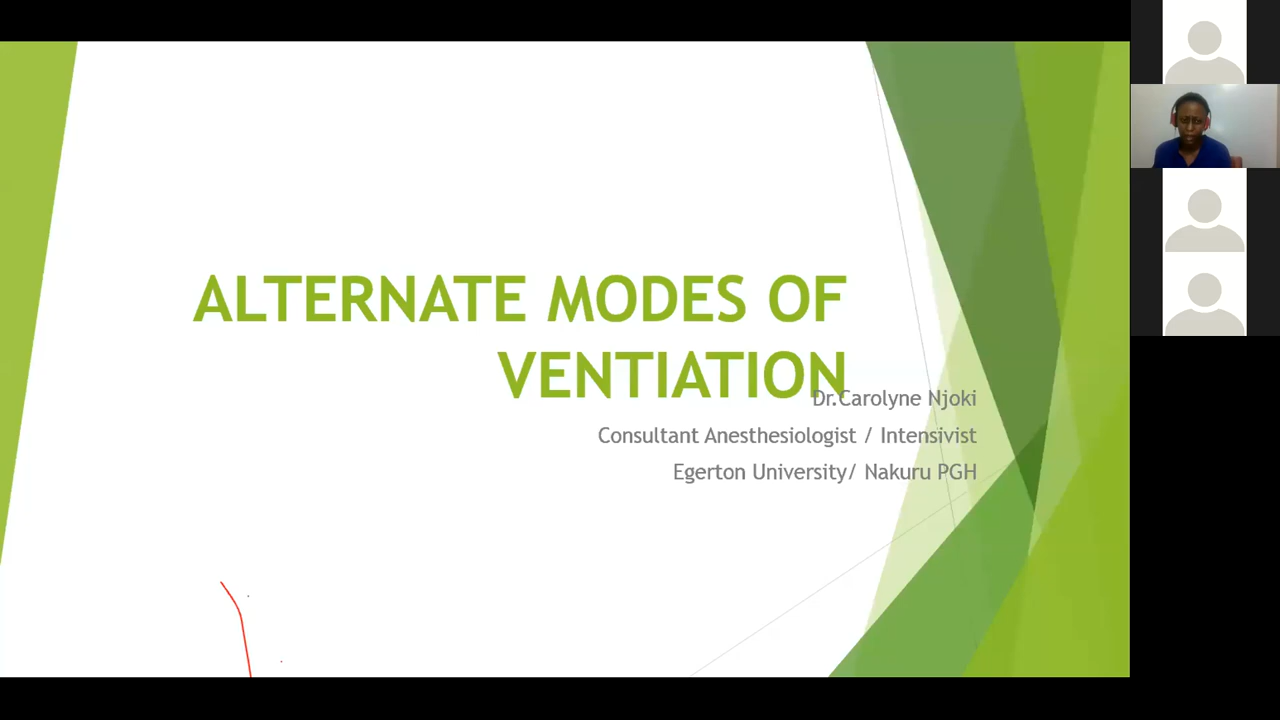 ALTERNATE MODES OF
VENTIATION
Dr.Carolyne Njoki
Consultant Anesthesiologist / Intensivist
Egerton University/ Nakuru PGH